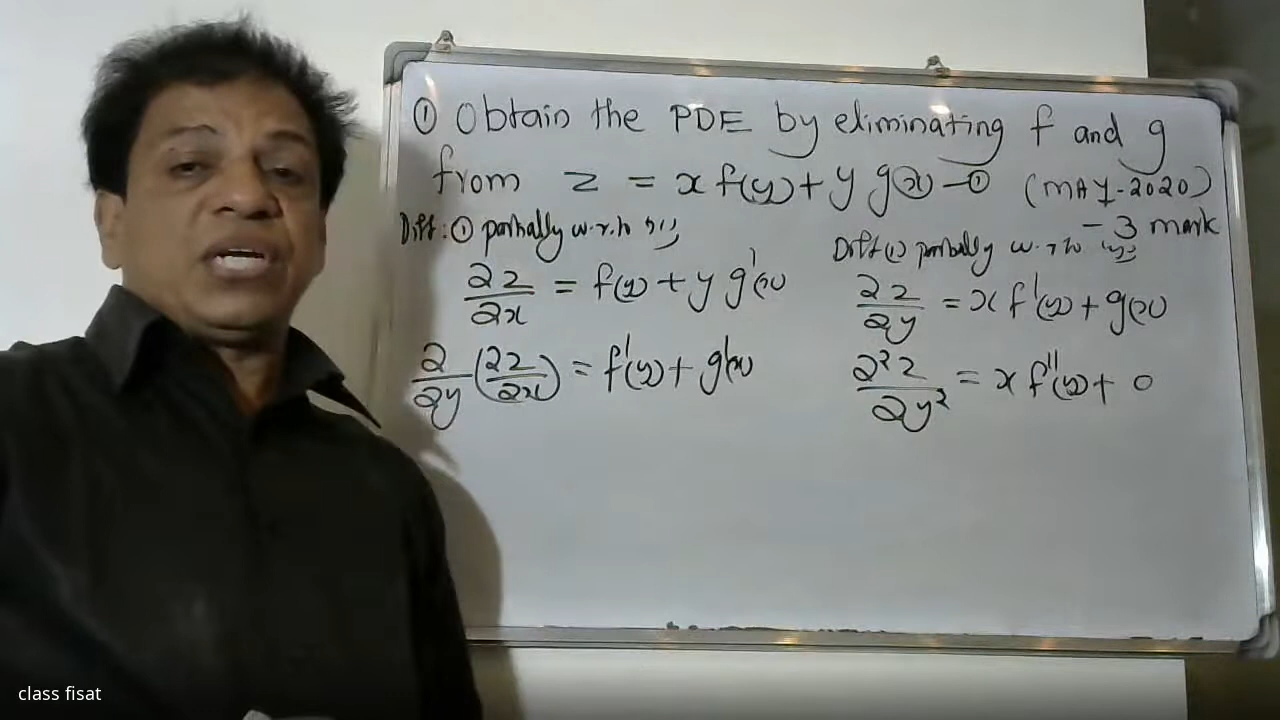 ① Obtain the PDE by eliminating f and g
from z = x f(y) + y g(x) — ① (MAY-2020)
- 3 mark
Diff: ① partially w.r.to 'x'
∂z/∂x = f(y) + y g'(x)
∂/∂y (∂z/∂x) = f'(y) + g'(x)
Diff (1) partially w.r.to 'y'
∂z/∂y = x f'(y) + g(x)
∂²z/∂y² = x f''(y) + 0
class fisat